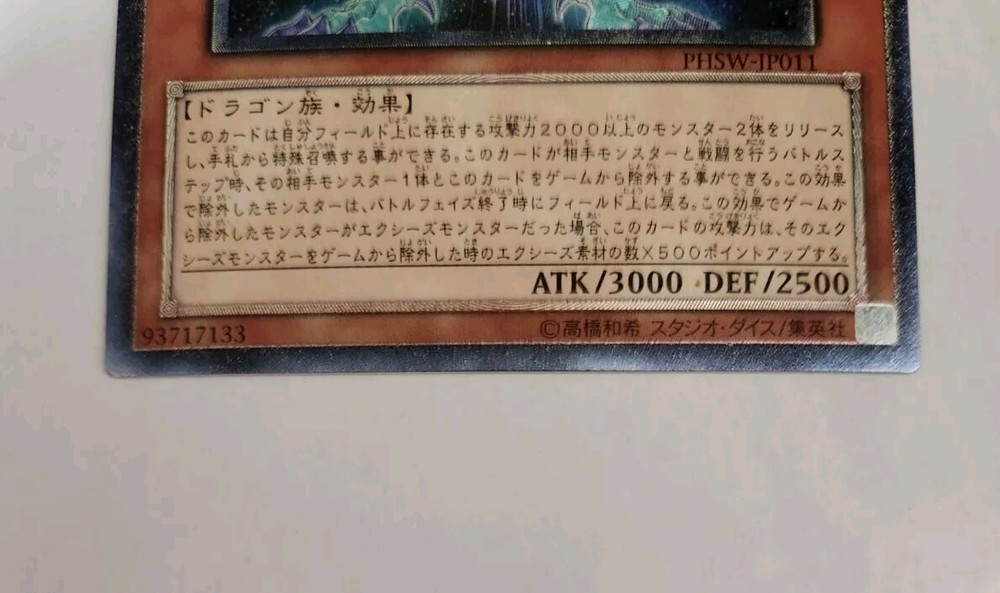 PHSW-JP011
【ドラゴン族・効果】
このカードは自分フィールド上に存在する攻撃力2000以上のモンスター2体をリリース
し、手札から特殊召喚する事ができる。このカードが相手モンスターと戦闘を行うバトルス
テップ時、その相手モンスター1体とこのカードをゲームから除外する事ができる。この効果
で除外したモンスターは、バトルフェイズ終了時にフィールド上に戻る。この効果でゲームか
ら除外したモンスターがエクシーズモンスターだった場合、このカードの攻撃力は、そのエク
シーズモンスターをゲームから除外した時のエクシーズ素材の数×500ポイントアップする。
ATK/3000 DEF/2500
93717133 ©高橋和希 スタジオ・ダイス/集英社